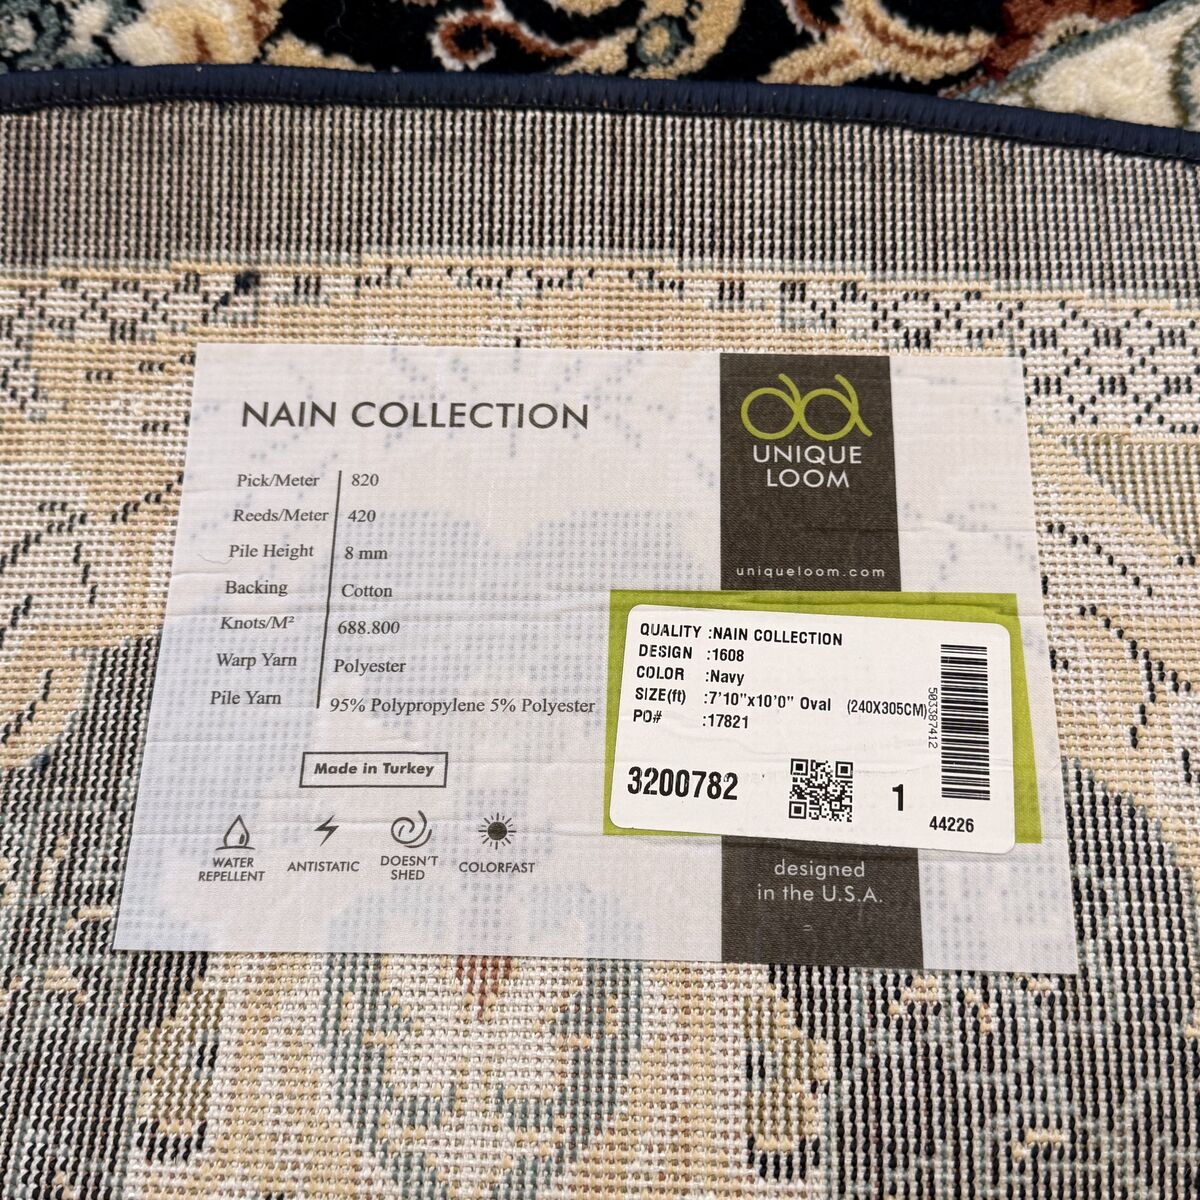 NAIN COLLECTION
Pick/Meter 820
Reeds/Meter 420
Pile Height 8 mm
Backing Cotton
Knots/M² 688.800
Warp Yarn Polyester
Pile Yarn 95% Polypropylene 5% Polyester
Made in Turkey
WATER
REPELLENT
ANTISTATIC
DOESN'T
SHED
COLORFAST
UNIQUE
LOOM
uniqueloom.com
QUALITY :NAIN COLLECTION
DESIGN :1608
COLOR :Navy
SIZE(ft) :7'10"x10'0" Oval (240X305CM)
PO# :17821
3200782
1
503387412
44226
designed
in the U.S.A.